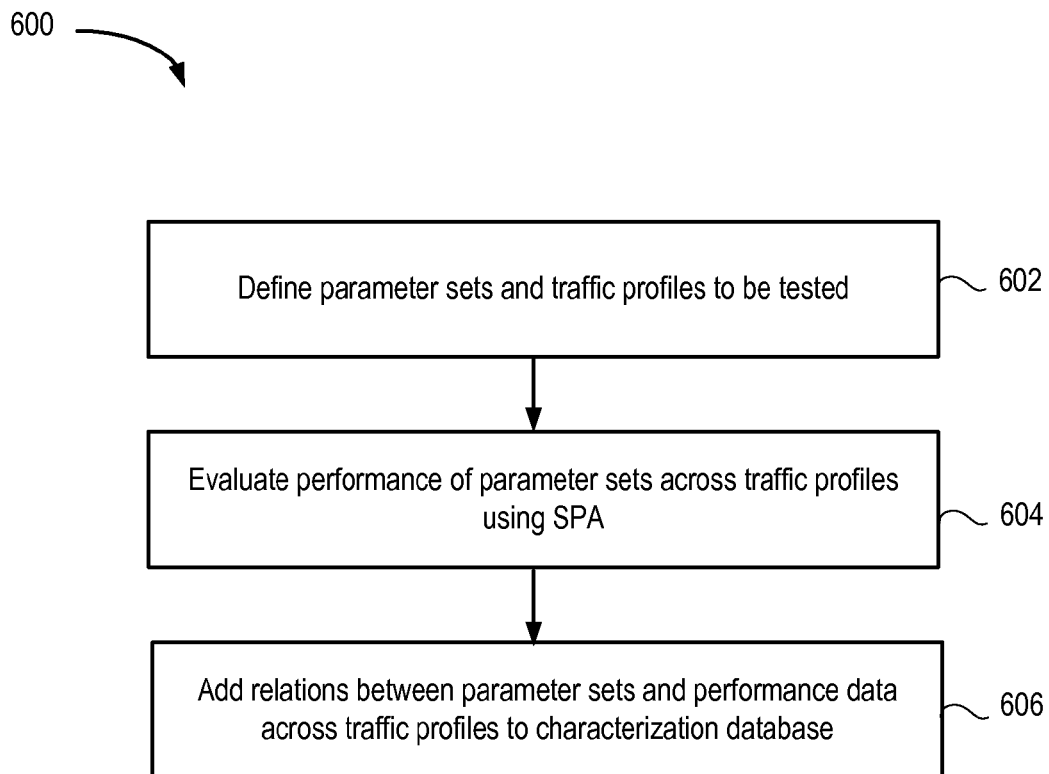 600
Define parameter sets and traffic profiles to be tested
602
Evaluate performance of parameter sets across traffic profiles
using SPA
604
Add relations between parameter sets and performance data
across traffic profiles to characterization database
606